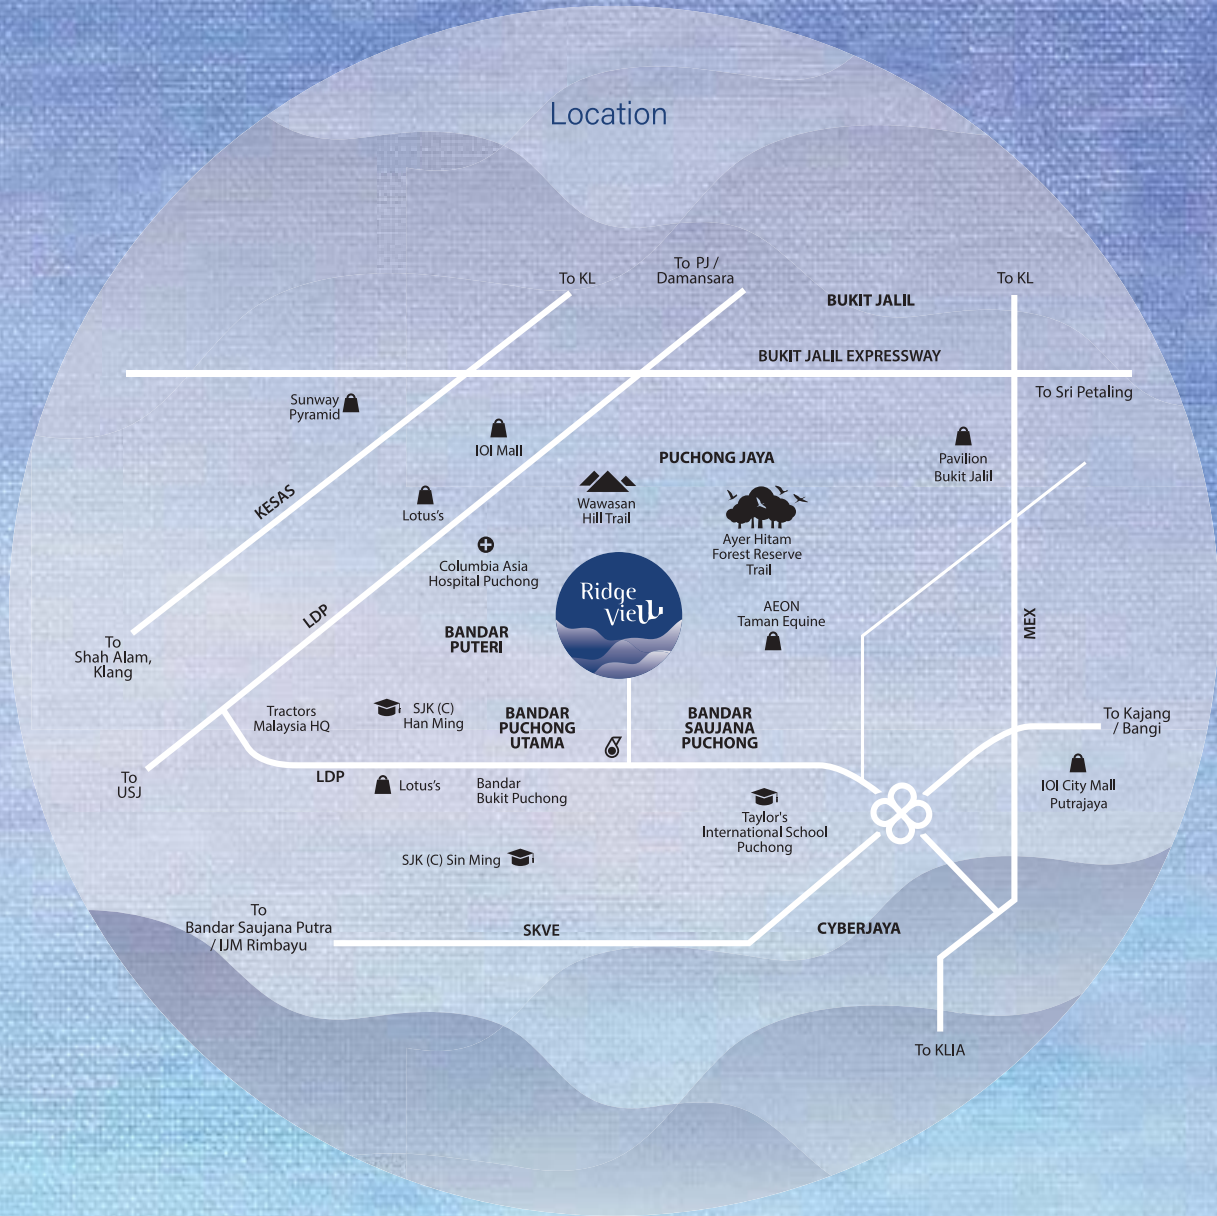 Location
To KL
To PJ /
Damansara
To KL
BUKIT JALIL
BUKIT JALIL EXPRESSWAY
To Sri Petaling
Sunway
Pyramid
IOI Mall
PUCHONG JAYA
Pavilion
Bukit Jalil
KESAS
Lotus's
Wawasan
Hill Trail
Ayer Hitam
Forest Reserve
Trail
Columbia Asia
Hospital Puchong
Ridge
View
AEON
Taman Equine
LDP
BANDAR
PUTERI
MEX
To
Shah Alam,
Klang
Tractors
Malaysia HQ
SJK (C)
Han Ming
BANDAR
PUCHONG
UTAMA
BANDAR
SAUJANA
PUCHONG
To Kajang
/ Bangi
To
USJ
LDP
Lotus's
Bandar
Bukit Puchong
IOI City Mall
Putrajaya
Taylor's
International School
Puchong
SJK (C) Sin Ming
To
Bandar Saujana Putra
/ IJM Rimbayu
SKVE
CYBERJAYA
To KLIA